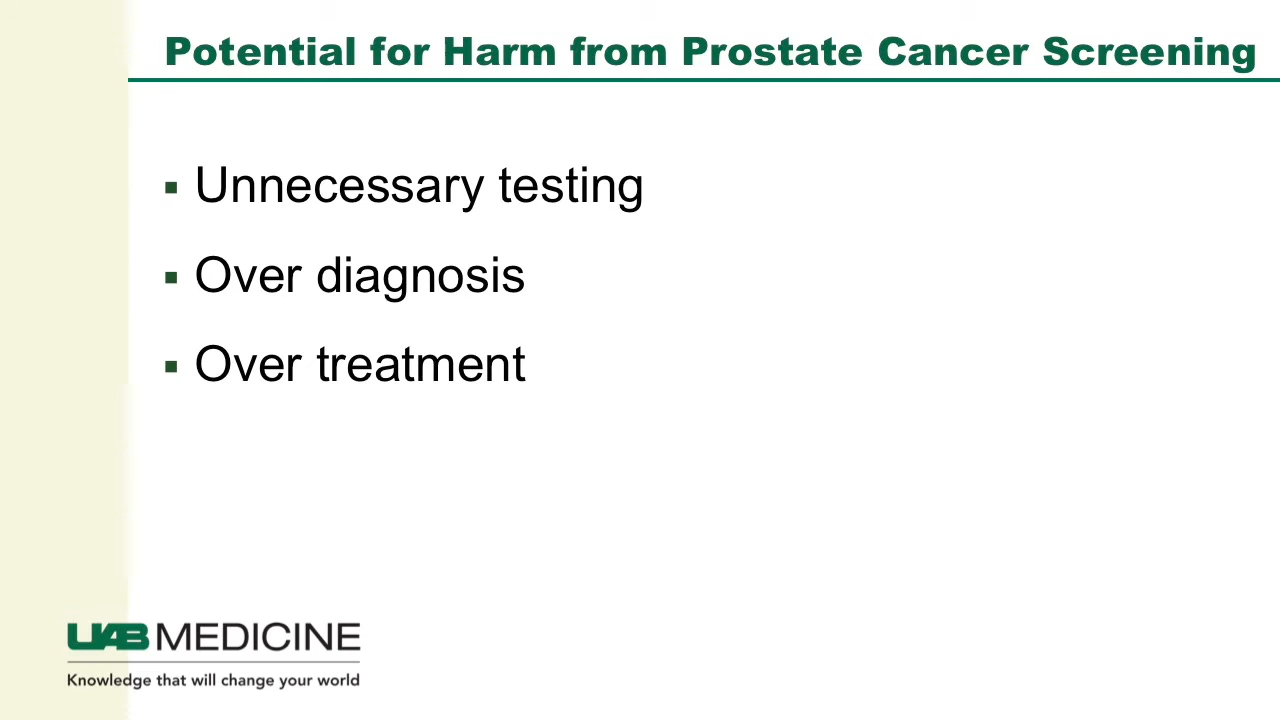 Potential for Harm from Prostate Cancer Screening
▪ Unnecessary testing
▪ Over diagnosis
▪ Over treatment
UAB MEDICINE
Knowledge that will change your world